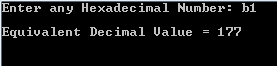 Enter any Hexadecimal Number: b1
Equivalent Decimal Value = 177